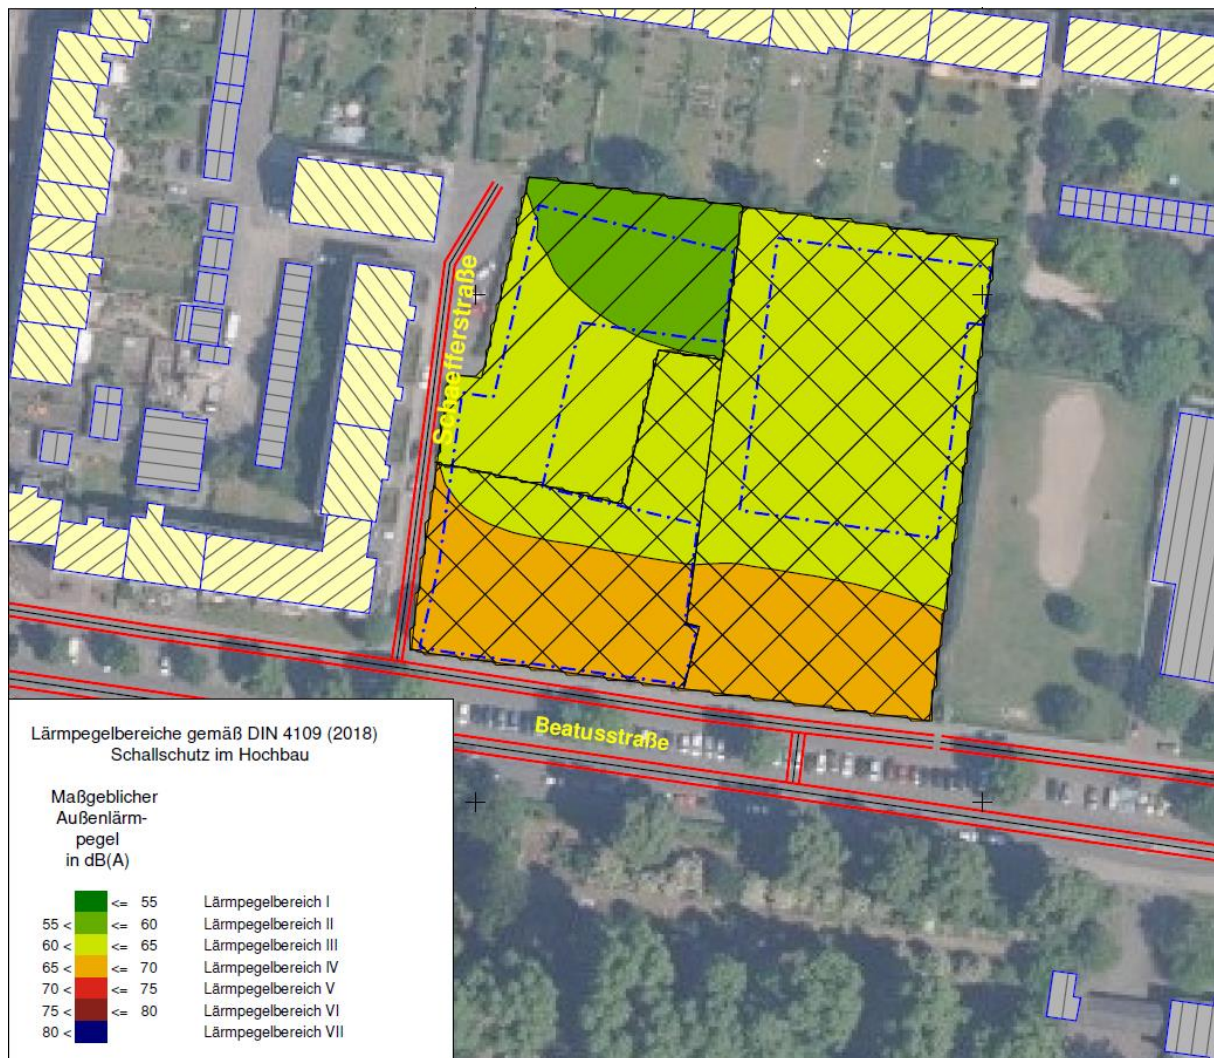 Schaefferstraße
Beatusstraße
Lärmpegelbereiche gemäß DIN 4109 (2018)
Schallschutz im Hochbau
Maßgeblicher
Außenlärm-
pegel
in dB(A)
<= 55 Lärmpegelbereich I
55 < <= 60 Lärmpegelbereich II
60 < <= 65 Lärmpegelbereich III
65 < <= 70 Lärmpegelbereich IV
70 < <= 75 Lärmpegelbereich V
75 < <= 80 Lärmpegelbereich VI
80 < Lärmpegelbereich VII